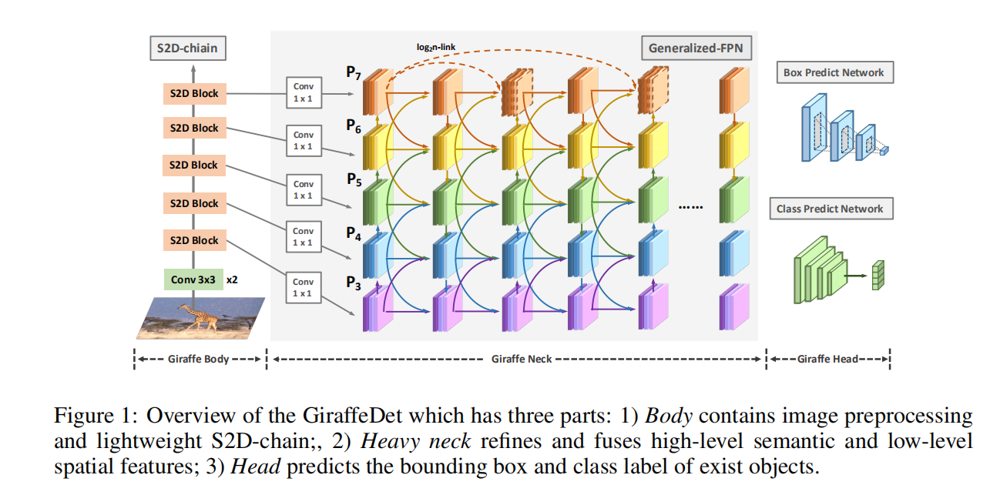 S2D-chiain
S2D Block
S2D Block
S2D Block
S2D Block
S2D Block
Conv 3x3 x2
Conv
1 x 1
Conv
1 x 1
Conv
1 x 1
Conv
1 x 1
Conv
1 x 1
log2n-link
Generalized-FPN
P7
P6
P5
P4
P3
......
Box Predict Network
Class Predict Network
Giraffe Body
Giraffe Neck
Giraffe Head
Figure 1: Overview of the GiraffeDet which has three parts: 1) Body contains image preprocessing
and lightweight S2D-chain;, 2) Heavy neck refines and fuses high-level semantic and low-level
spatial features; 3) Head predicts the bounding box and class label of exist objects.